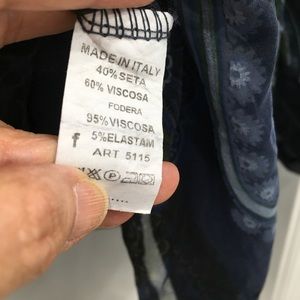 MADE IN ITALY
40% SETA
60% VISCOSA
FODERA
95%VISCOSA
f 5%ELASTAM
ART 5115
P